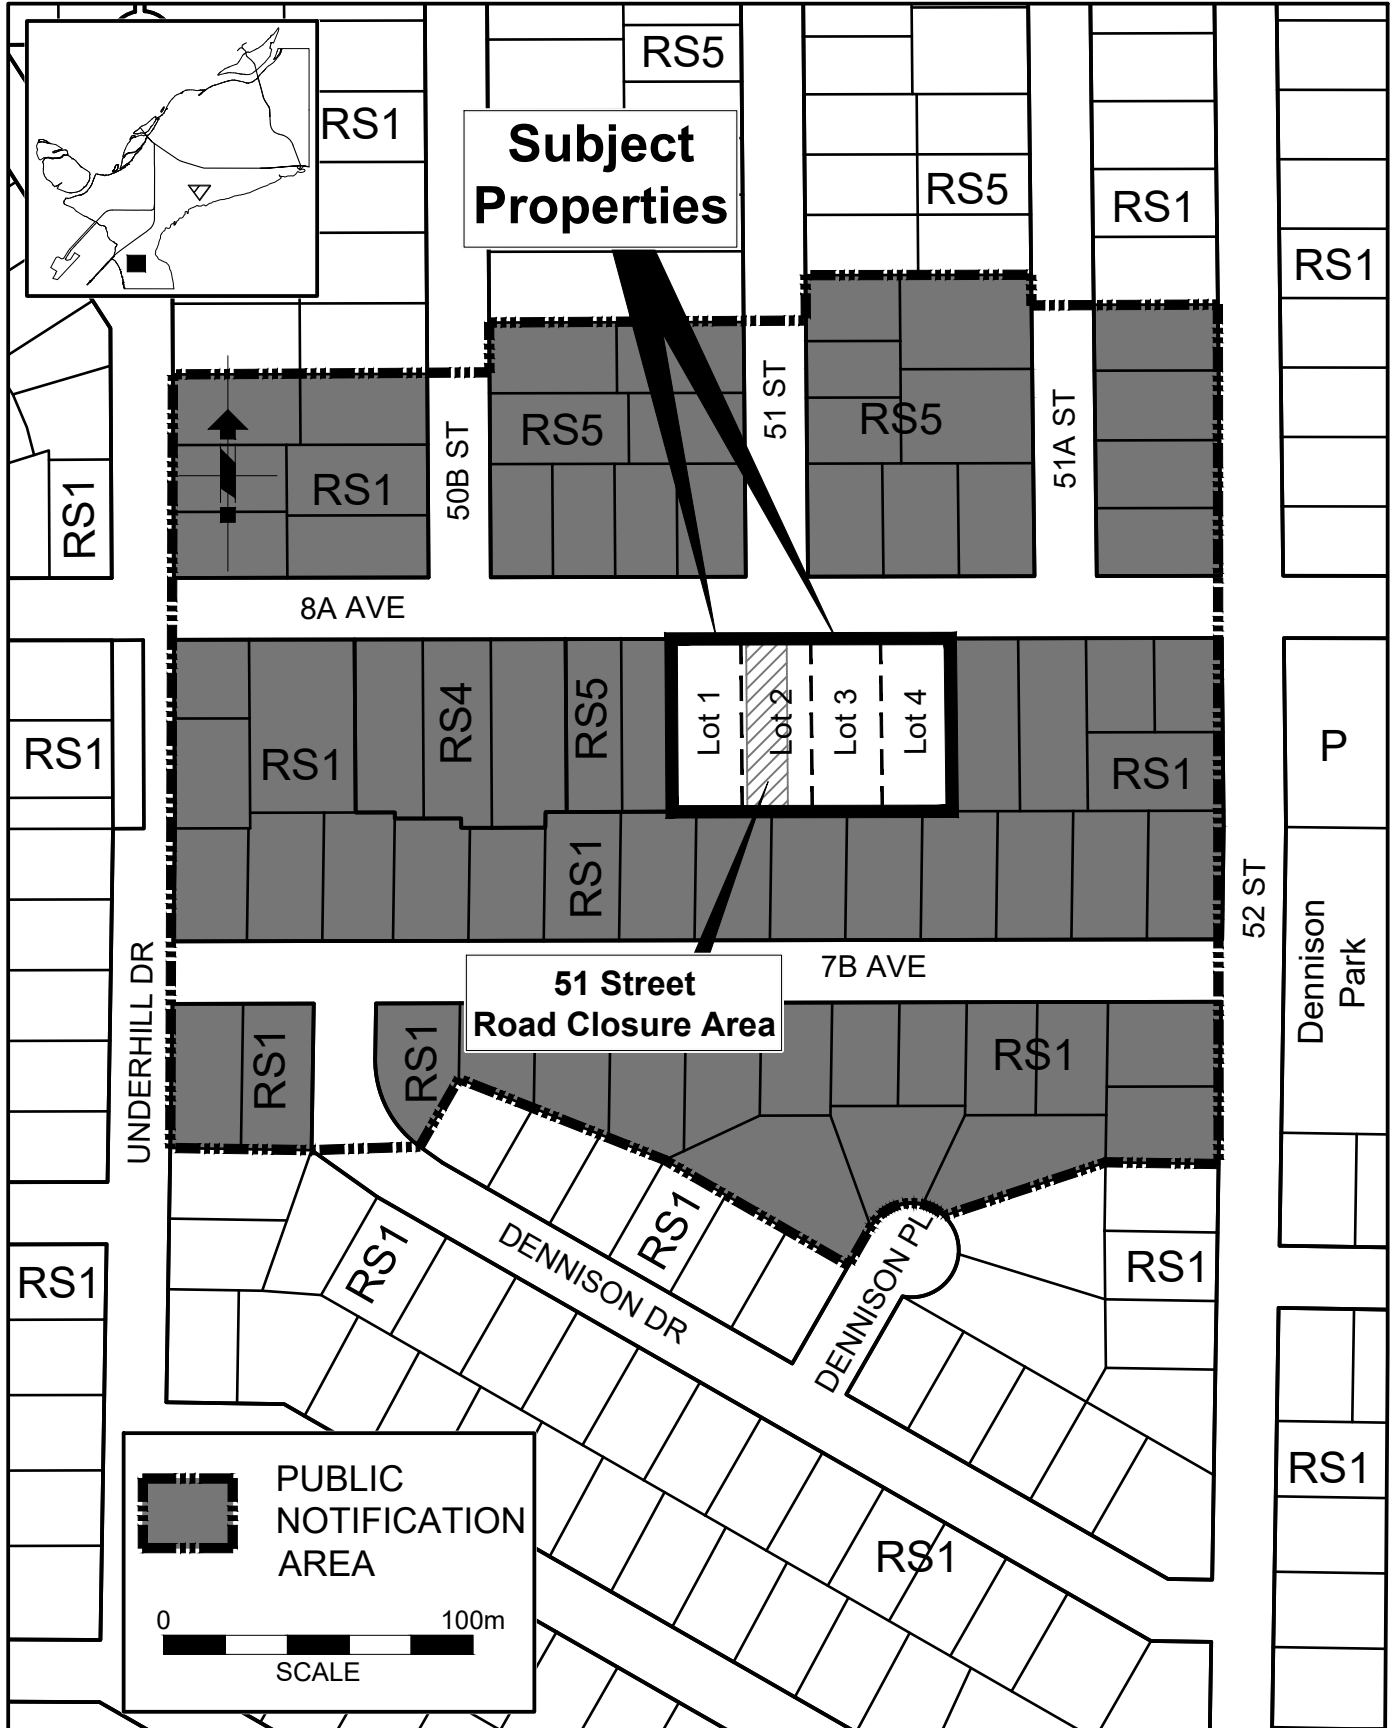 RS5
RS1
Subject
Properties
RS5
RS1
RS1
51 ST
51A ST
50B ST
RS5
RS5
RS1
RS1
8A AVE
RS4
RS5
Lot 1
Lot 2
Lot 3
Lot 4
RS1
RS1
RS1
P
RS1
52 ST
Dennison
Park
UNDERHILL DR
7B AVE
51 Street
Road Closure Area
RS1
RS1
RS1
RS1
RS1
DENNISON DR
DENNISON PL
RS1
RS1
PUBLIC
NOTIFICATION
AREA
RS1
RS1
0 100m
SCALE